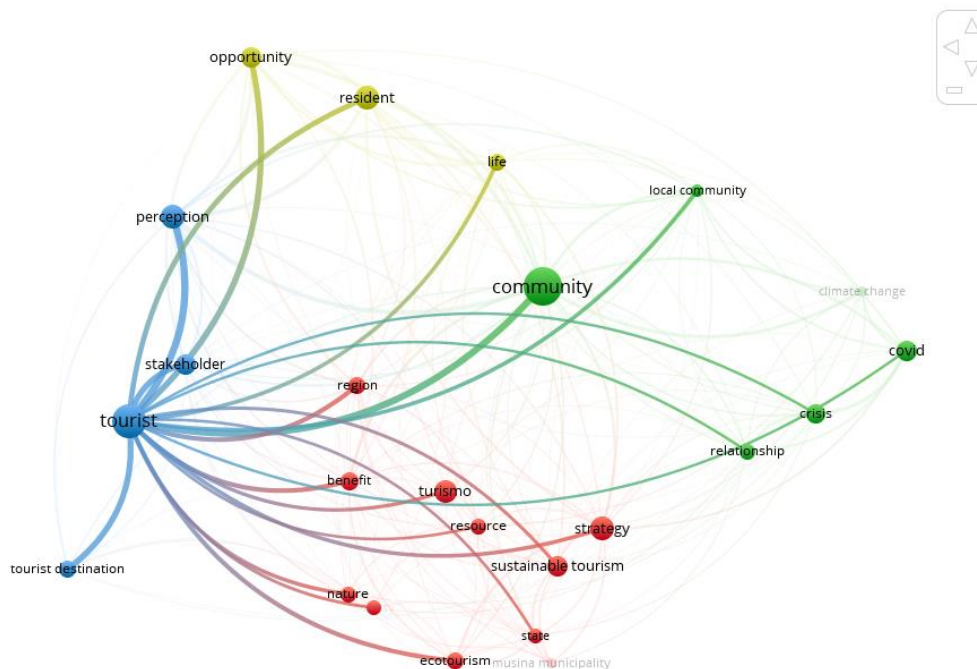 opportunity
resident
life
local community
perception
community
climate change
covid
stakeholder
region
tourist
crisis
relationship
benefit
turismo
resource
strategy
sustainable tourism
tourist destination
nature
state
ecotourism
musina municipality